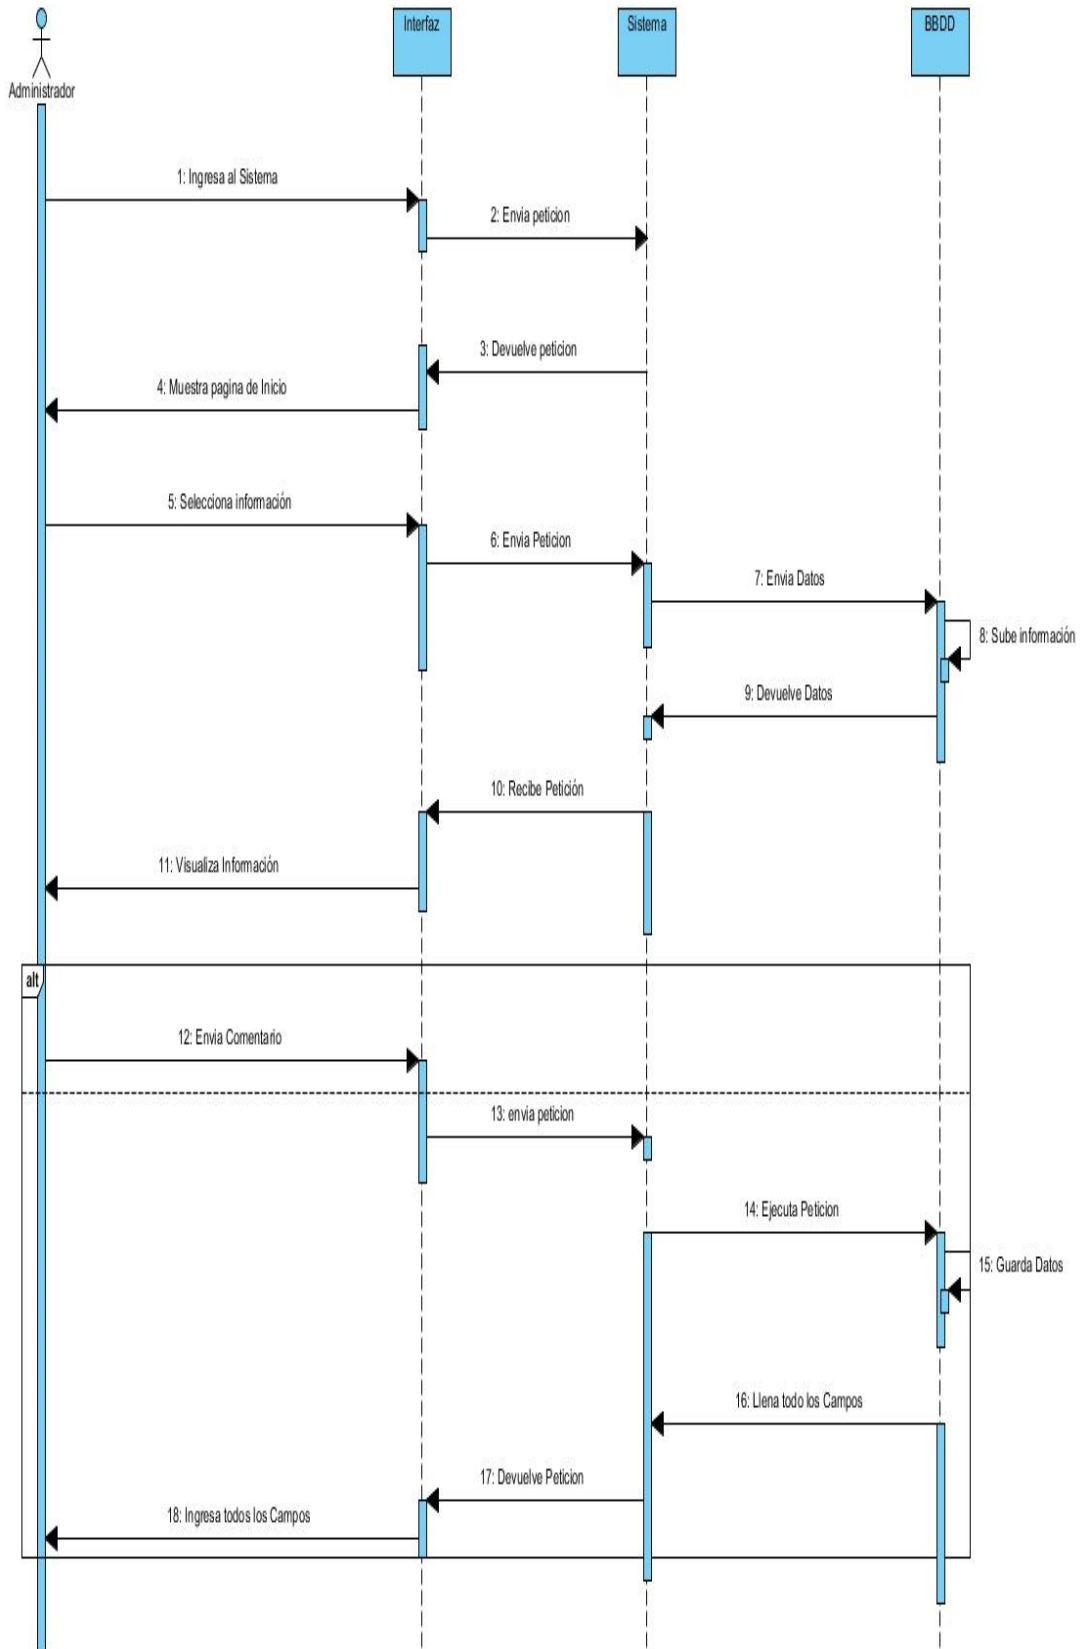 Interfaz
Sistema
BBDD
Administrador
1: Ingresa al Sistema
2: Envia peticion
3: Devuelve peticion
4: Muestra pagina de Inicio
5: Selecciona información
6: Envia Peticion
7: Envia Datos
8: Sube información
9: Devuelve Datos
10: Recibe Petición
11: Visualiza Información
alt
12: Envia Comentario
13: envia peticion
14: Ejecuta Peticion
15: Guarda Datos
16: Llena todo los Campos
17: Devuelve Peticion
18: Ingresa todos los Campos